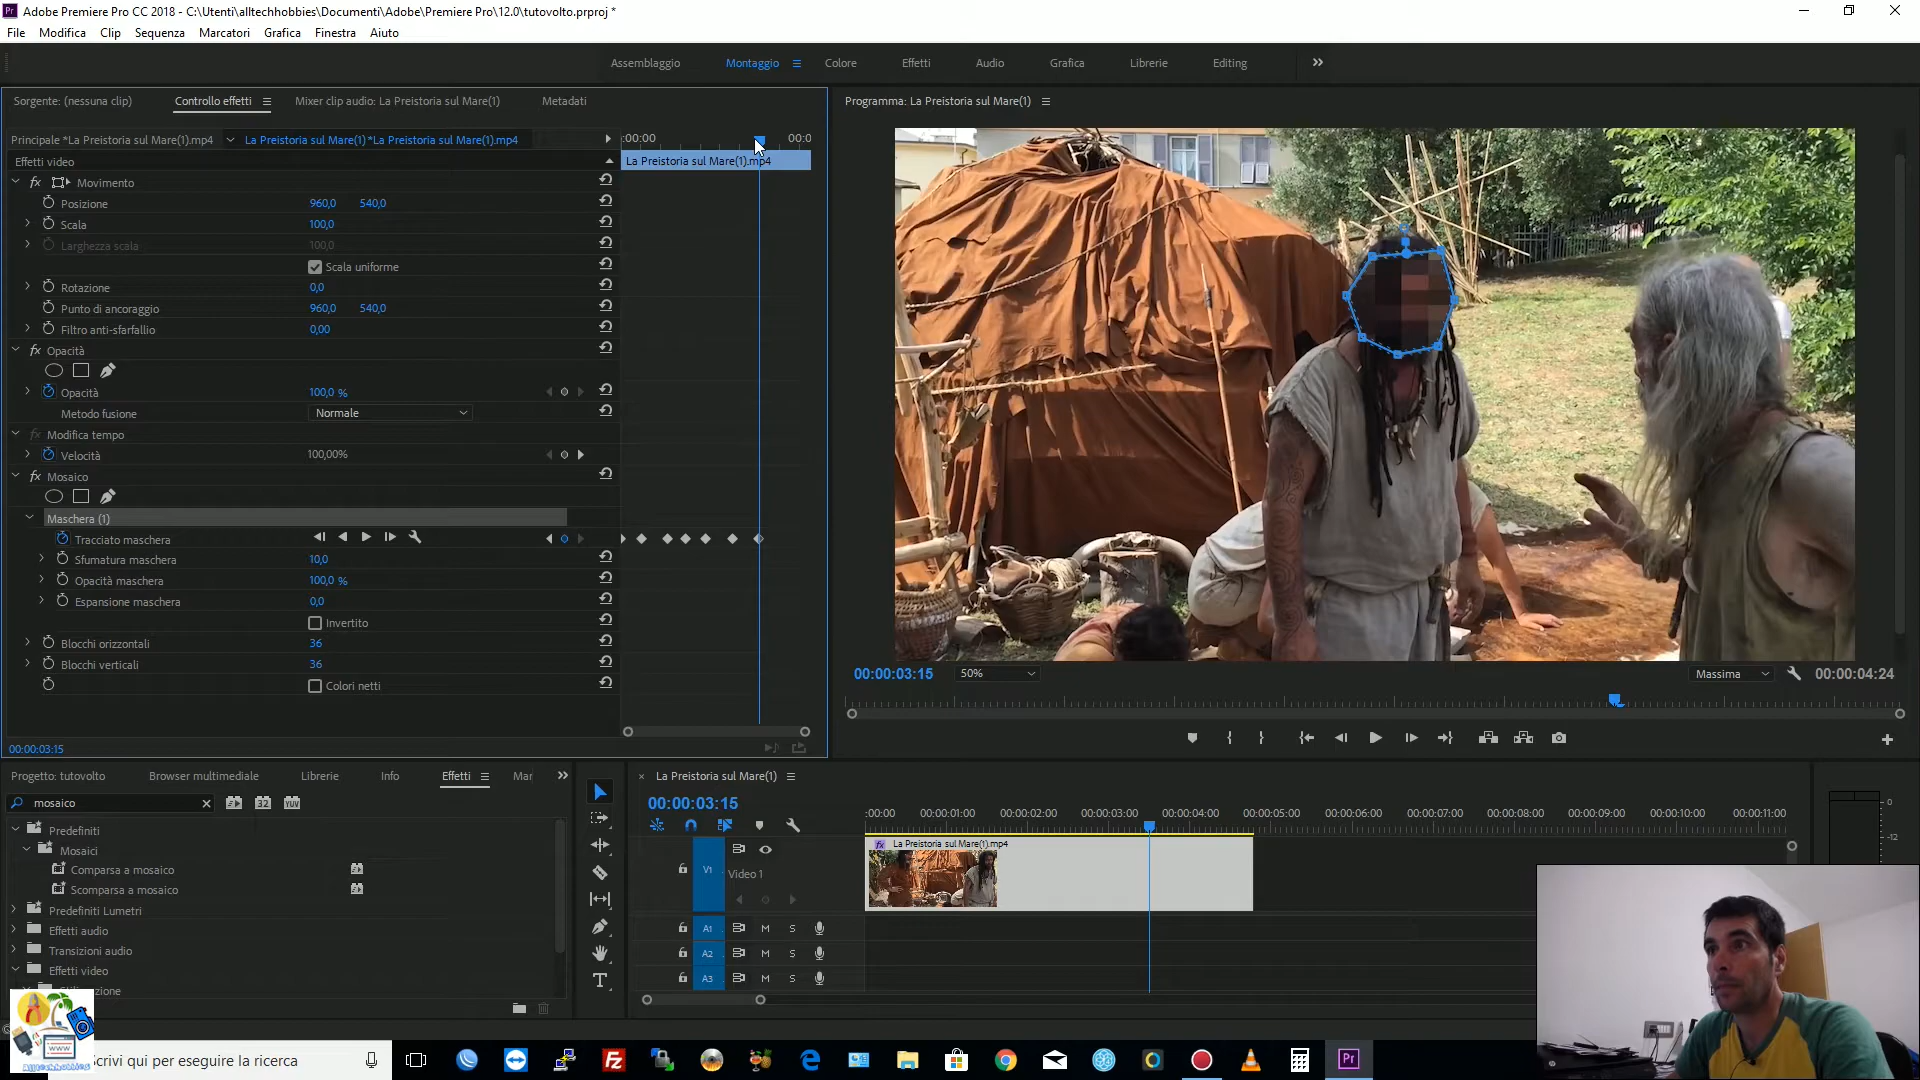 Adobe Premiere Pro CC 2018 - C:\Utenti\alltechhobbies\Documenti\Adobe\Premiere Pro\12.0\tutovolto.prproj *
File Modifica Clip Sequenza Marcatori Grafica Finestra Aiuto
Assemblaggio Montaggio Colore Effetti Audio Grafica Librerie Editing
Sorgente: (nessuna clip) Controllo effetti Mixer clip audio: La Preistoria sul Mare(1) Metadati
Programma: La Preistoria sul Mare(1)
Principale *La Preistoria sul Mare(1).mp4 La Preistoria sul Mare(1) *La Preistoria sul Mare(1).mp4
:00:00 00:0
Effetti video
La Preistoria sul Mare(1).mp4
fx Movimento
Posizione 960,0 540,0
Scala 100,0
Larghezza scala 100,0
Scala uniforme
Rotazione 0,0
Punto di ancoraggio 960,0 540,0
Filtro anti-sfarfallio 0,00
fx Opacità
Opacità 100,0 %
Metodo fusione Normale
fx Modifica tempo
Velocità 100,00%
fx Mosaico
Maschera (1)
Tracciato maschera
Sfumatura maschera 10,0
Opacità maschera 100,0 %
Espansione maschera 0,0
Invertito
Blocchi orizzontali 36
Blocchi verticali 36
Colori netti
00:00:03:15
00:00:03:15 50% Massima 00:00:04:24
Progetto: tutovolto Browser multimediale Librerie Info Effetti Mar
mosaico 32 YUV
Predefiniti
Mosaici
Comparsa a mosaico
Scomparsa a mosaico
Predefiniti Lumetri
Effetti audio
Transizioni audio
Effetti video
× La Preistoria sul Mare(1)
00:00:03:15
:00:00 00:00:01:00 00:00:02:00 00:00:03:00 00:00:04:00 00:00:05:00 00:00:06:00 00:00:07:00 00:00:08:00 00:00:09:00 00:00:10:00 00:00:11:00
fx La Preistoria sul Mare(1).mp4
V1 Video 1
A1 M S
A2 M S
A3 M S
0
-12
www
Alltechhobbies
Scrivi qui per eseguire la ricerca
Pr